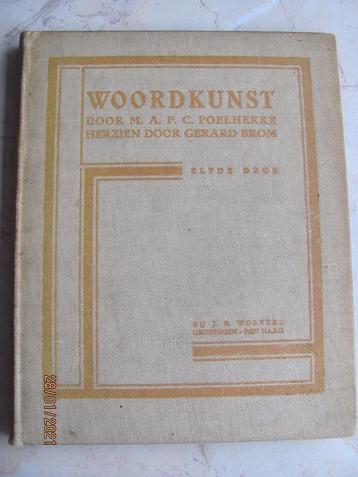 WOORDKUNST
DOOR M. A. P. C. POELHEKKE
HERZIEN DOOR GERARD BROM
ELFDE DRUK
BIJ J. B. WOLTERS
GRONINGEN - DEN HAAG
28/01/2021